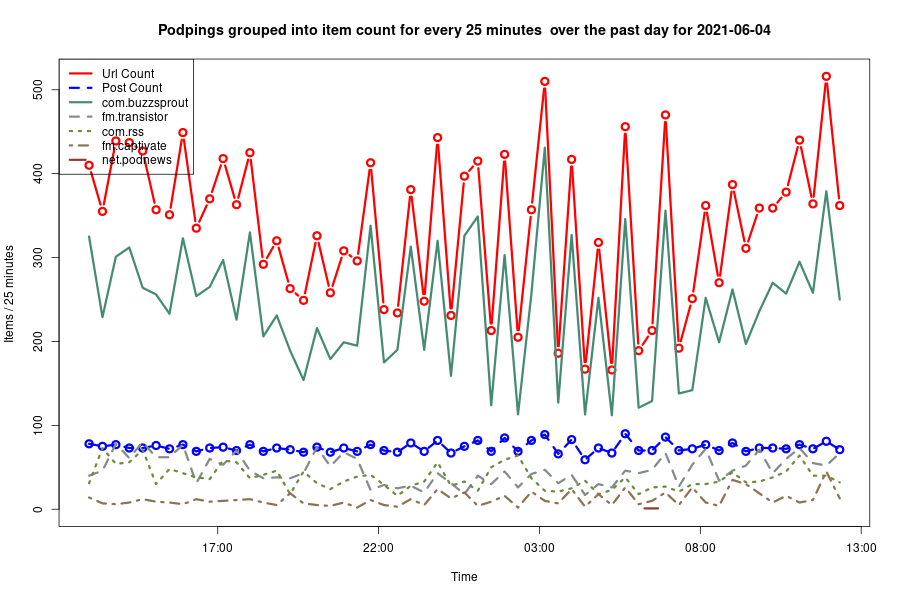 Podpings grouped into item count for every 25 minutes over the past day for 2021-06-04
Url Count
Post Count
com.buzzsprout
fm.transistor
com.rss
fm.captivate
net.podnews
Items / 25 minutes
500
400
300
200
100
0
17:00 22:00 03:00 08:00 13:00
Time